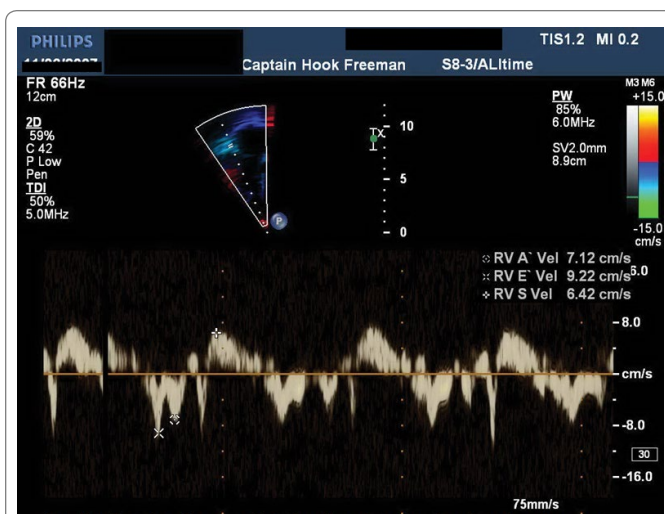 PHILIPS
TIS1.2 MI 0.2
Captain Hook Freeman
S8-3/ALItime
FR 66Hz
12cm
2D
59%
C 42
P Low
Pen
TDI
50%
5.0MHz
10
5
0
X
P
PW
85%
6.0MHz
SV2.0mm
8.9cm
M3 M6
+15.0
-15.0
cm/s
RV A` Vel 7.12 cm/s
RV E` Vel 9.22 cm/s
RV S Vel 6.42 cm/s
6.0
8.0
cm/s
-8.0
30
-16.0
75mm/s